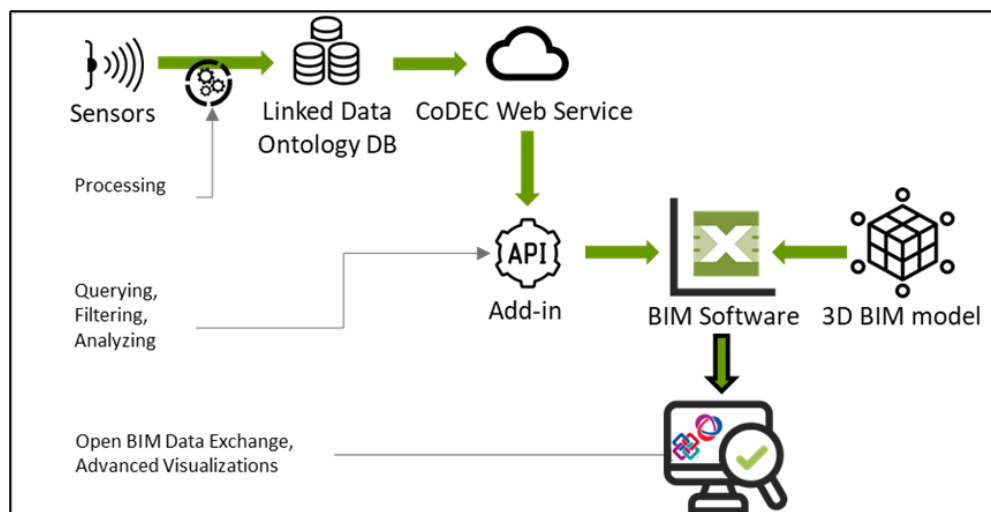 Sensors
Linked Data
Ontology DB
CoDEC Web Service
Processing
API
Add-in
Querying,
Filtering,
Analyzing
X
BIM Software
3D BIM model
Open BIM Data Exchange,
Advanced Visualizations